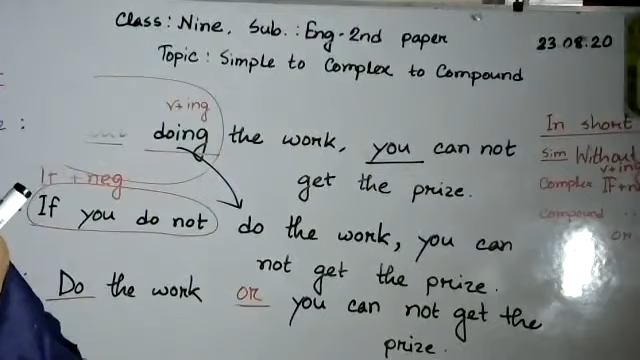 Class: Nine, Sub.: Eng-2nd paper
23.08.20
Topic: Simple to Complex to Compound
v+ing
doing the work, you can not
get the prize.
If + neg
If you do not do the work, you can
not get the prize.
Do the work or you can not get the
prize.
In short
Sim Without
v+ing
Complex IF+n
Compound ..
or